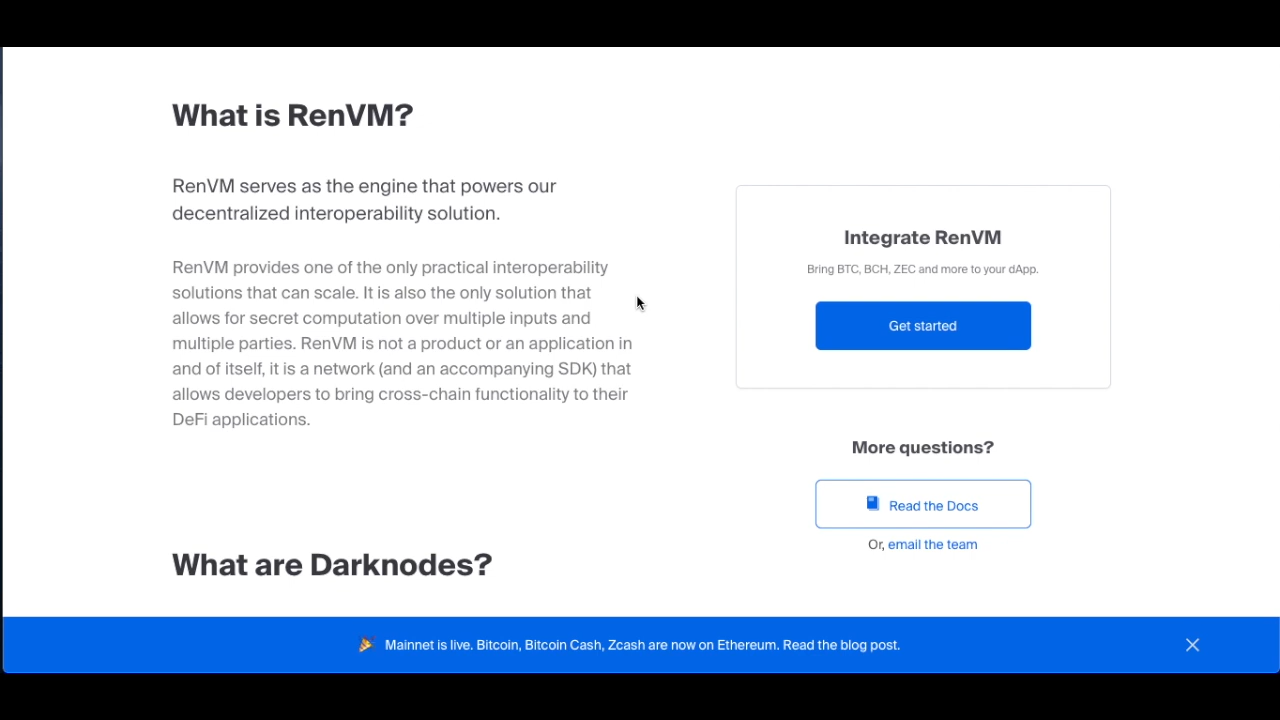 What is RenVM?
RenVM serves as the engine that powers our
decentralized interoperability solution.
RenVM provides one of the only practical interoperability
solutions that can scale. It is also the only solution that
allows for secret computation over multiple inputs and
multiple parties. RenVM is not a product or an application in
and of itself, it is a network (and an accompanying SDK) that
allows developers to bring cross-chain functionality to their
DeFi applications.
Integrate RenVM
Bring BTC, BCH, ZEC and more to your dApp.
Get started
More questions?
Read the Docs
Or, email the team
What are Darknodes?
🎉 Mainnet is live. Bitcoin, Bitcoin Cash, Zcash are now on Ethereum. Read the blog post.